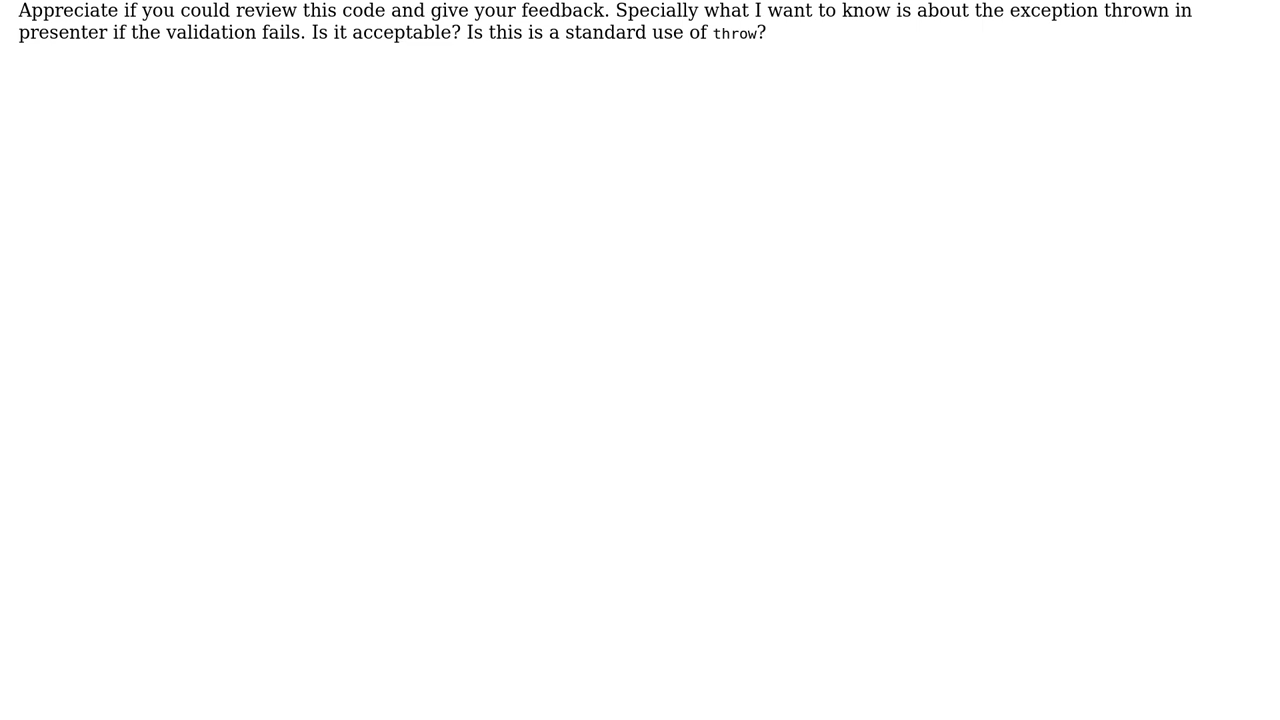 Appreciate if you could review this code and give your feedback. Specially what I want to know is about the exception thrown in
presenter if the validation fails. Is it acceptable? Is this is a standard use of throw?